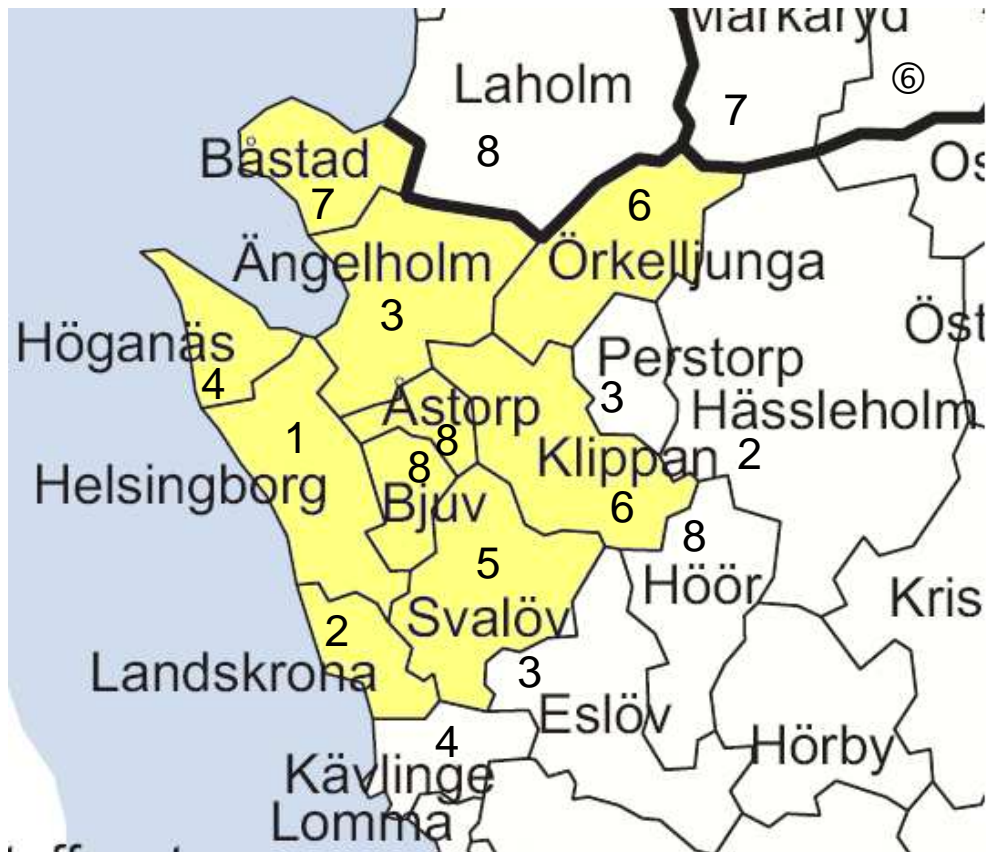 Markaryd
Laholm
⑥
7
8
Båstad
Os
6
7
Ängelholm
Örkelljunga
3
Öst
Höganäs
Perstorp
4
3
Åstorp
Hässleholm
1
8
Klippan
2
8
Helsingborg
Bjuv
6
8
5
Höör
Kris
Svalöv
2
Landskrona
3
Eslöv
4
Hörby
Kävlinge
Lomma